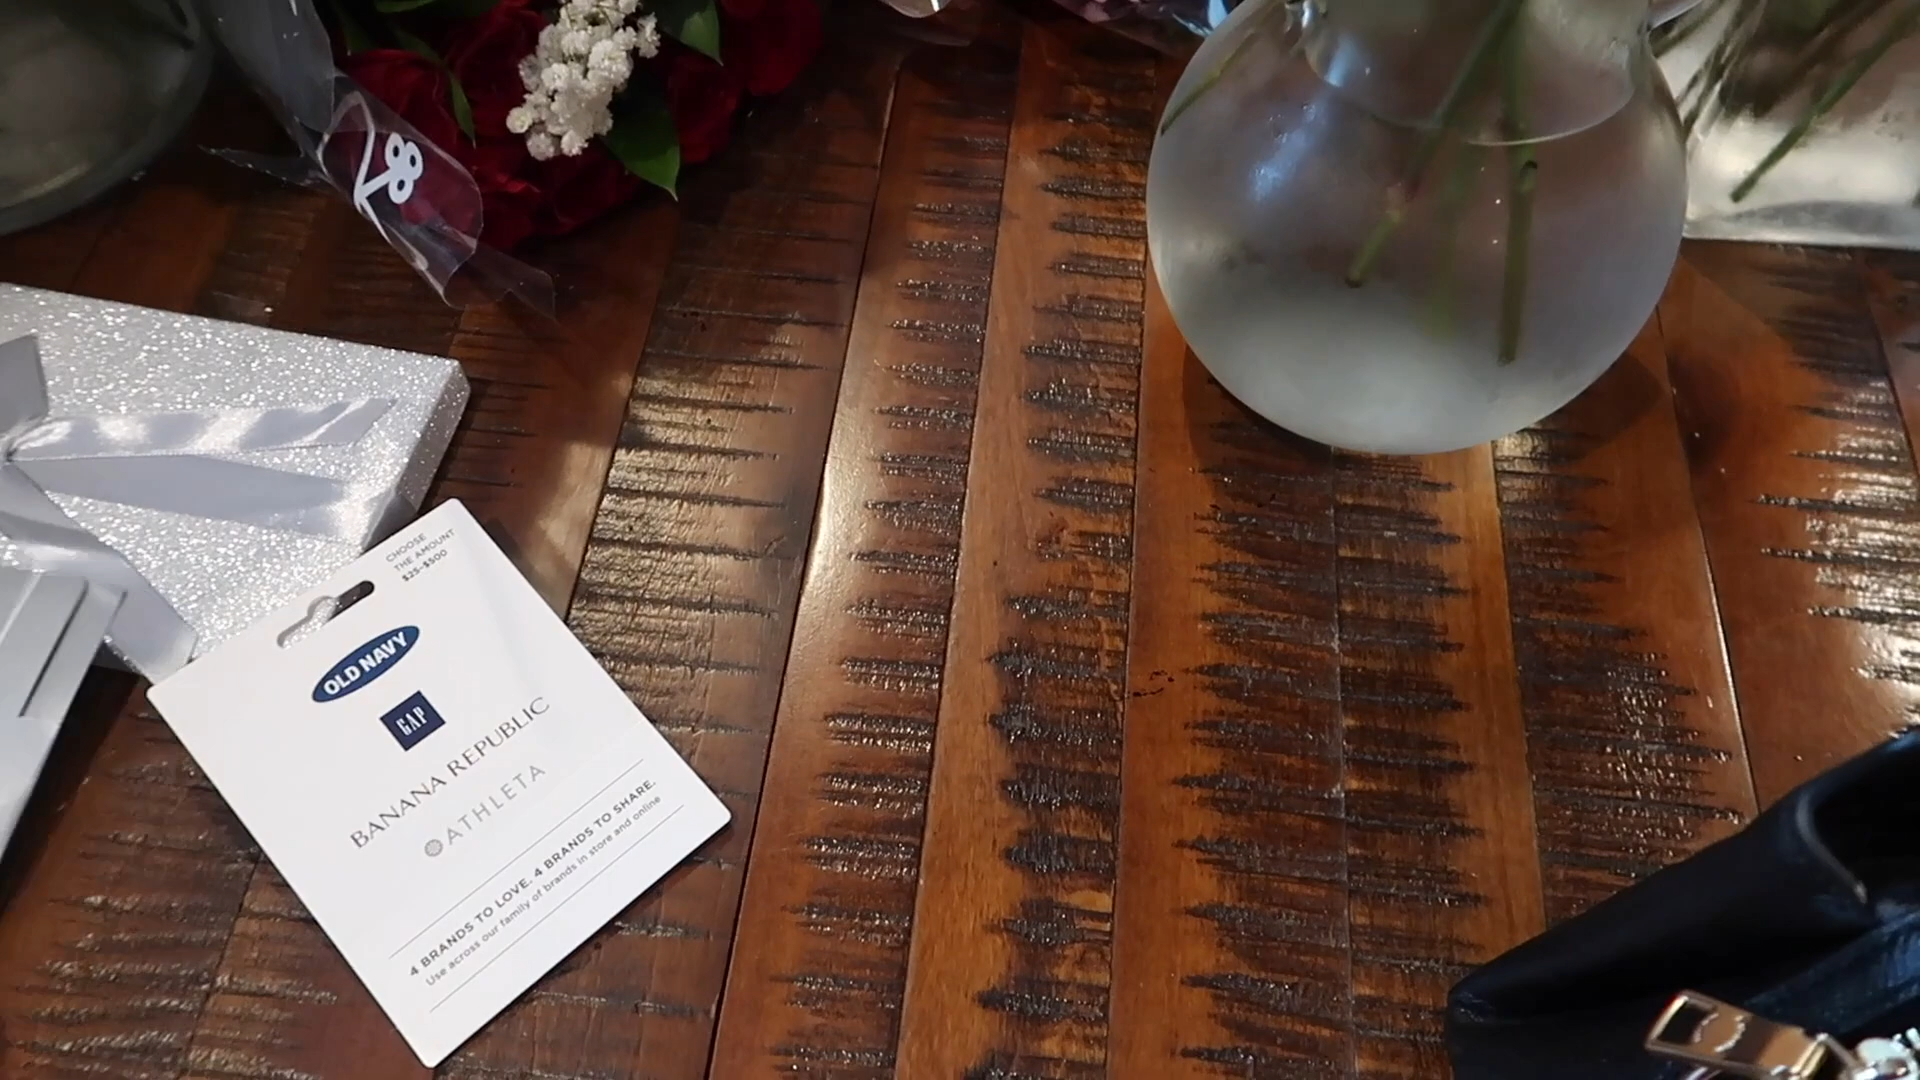 CHOOSE
THE AMOUNT
$25-$500
OLD NAVY
GAP
BANANA REPUBLIC
ATHLETA
4 BRANDS TO LOVE. 4 BRANDS TO SHARE.
Use across our family of brands in store and online